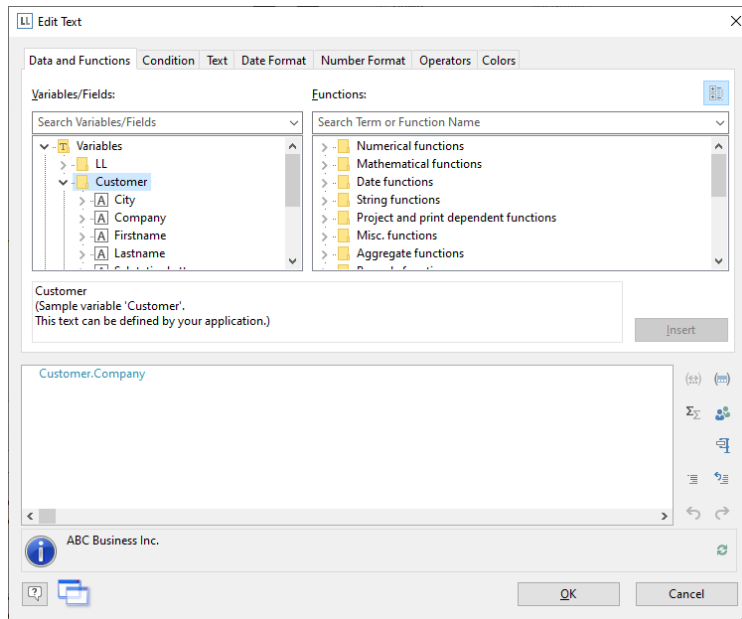 LL Edit Text
Data and Functions Condition Text Date Format Number Format Operators Colors
Variables/Fields:
Functions:
Search Variables/Fields
Search Term or Function Name
T Variables
LL
Customer
A City
A Company
A Firstname
A Lastname
Numerical functions
Mathematical functions
Date functions
String functions
Project and print dependent functions
Misc. functions
Aggregate functions
Customer
(Sample variable 'Customer'.
This text can be defined by your application.)
Insert
Customer.Company
ABC Business Inc.
OK
Cancel